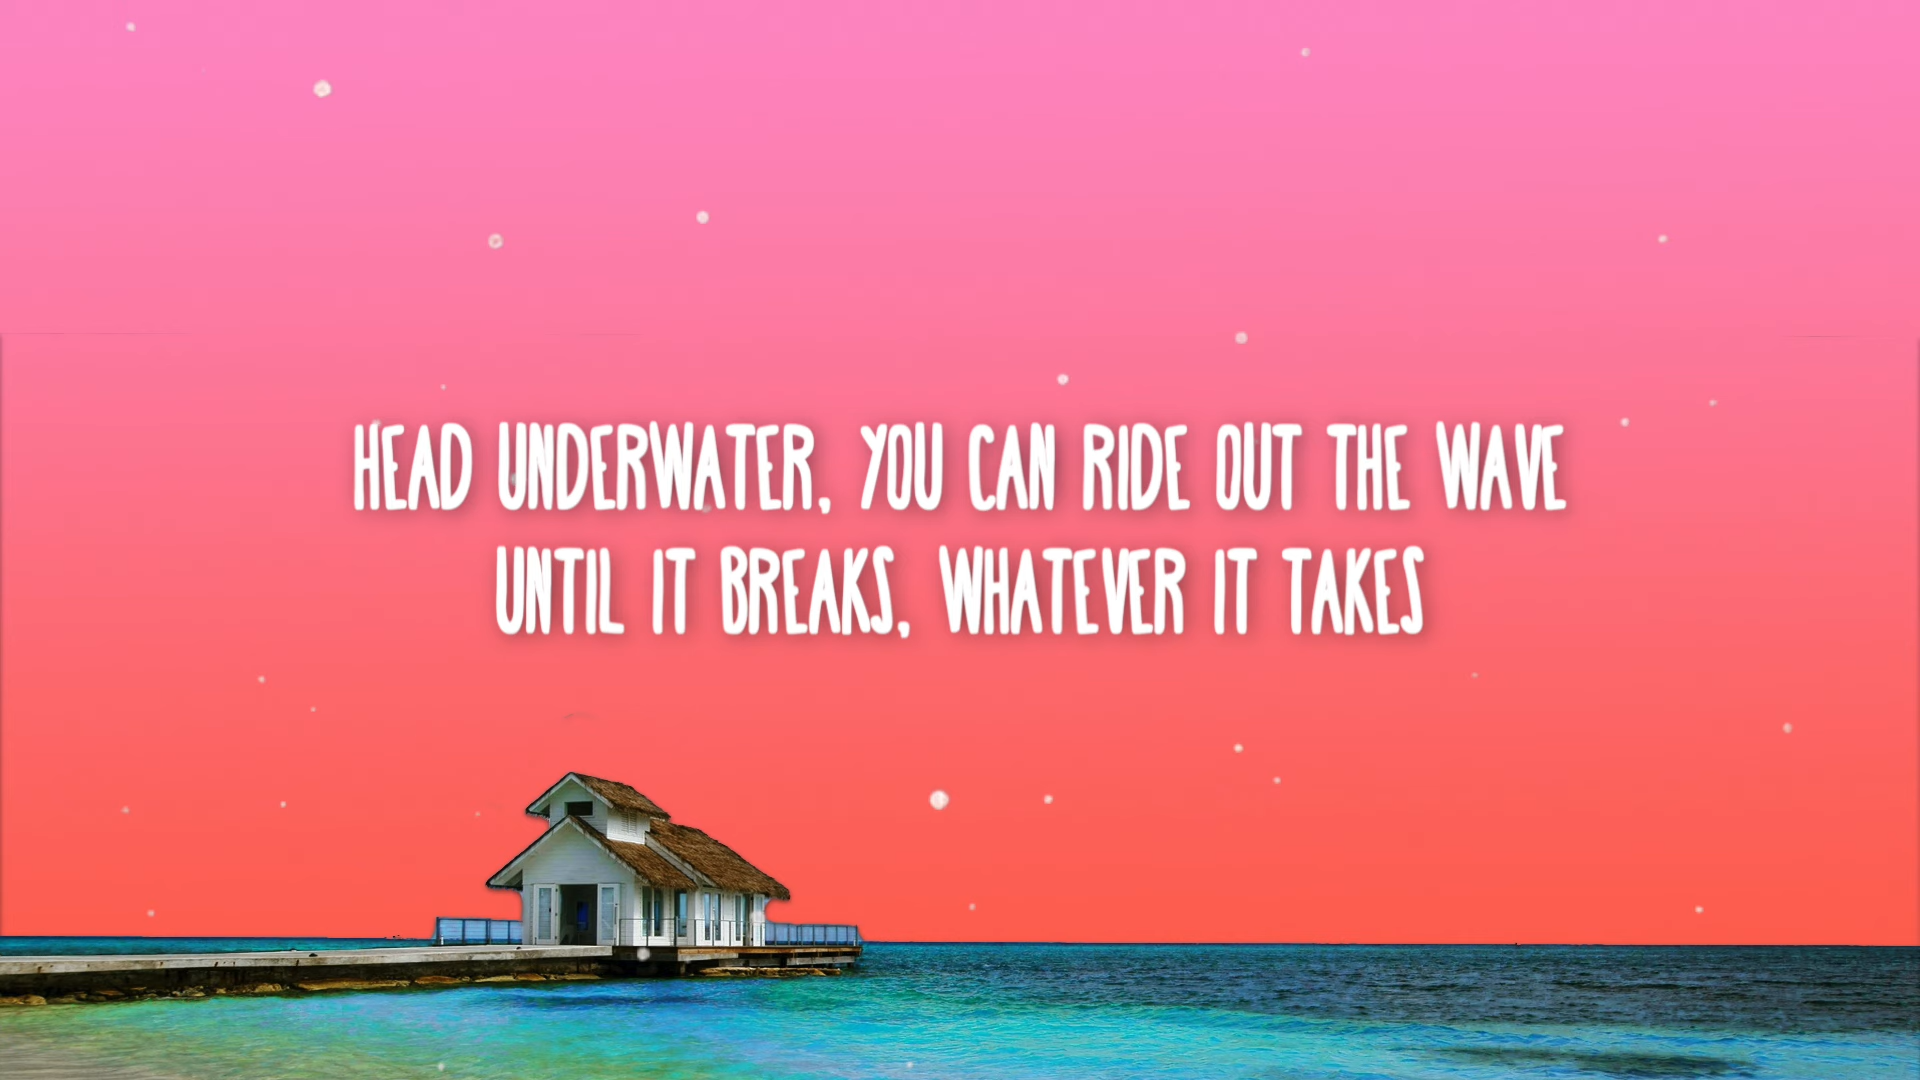 HEAD UNDERWATER, YOU CAN RIDE OUT THE WAVE
UNTIL IT BREAKS, WHATEVER IT TAKES